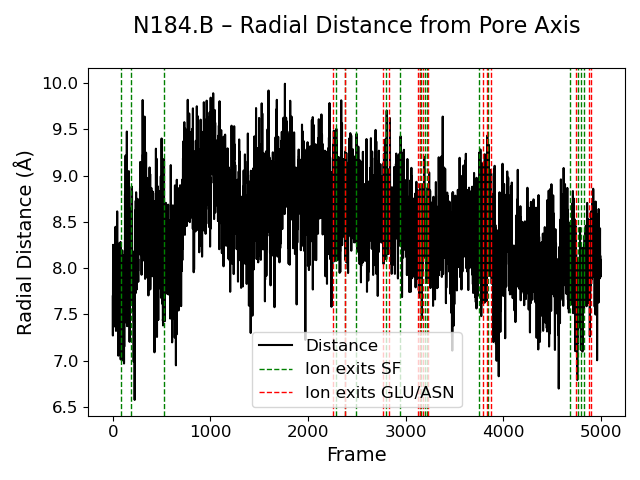 N184.B – Radial Distance from Pore Axis
Radial Distance (Å)
10.0
9.5
9.0
8.5
8.0
7.5
7.0
6.5
Distance
Ion exits SF
Ion exits GLU/ASN
0
1000
2000
3000
4000
5000
Frame